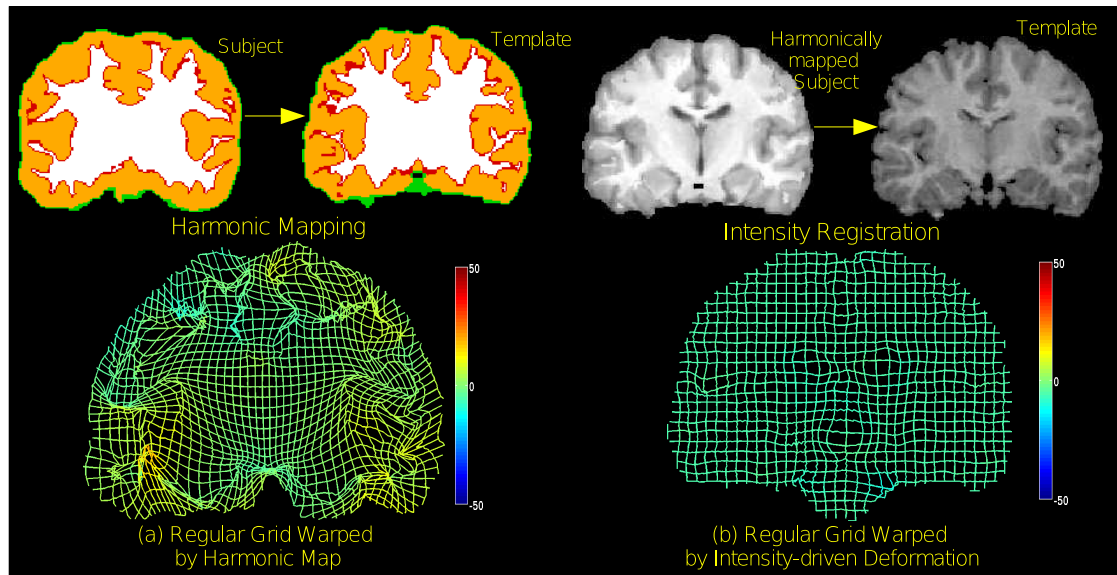 Subject
Template
Harmonic Mapping
Harmonically
mapped
Subject
Template
Intensity Registration
50
0
-50
50
0
-50
(a) Regular Grid Warped
by Harmonic Map
(b) Regular Grid Warped
by Intensity-driven Deformation